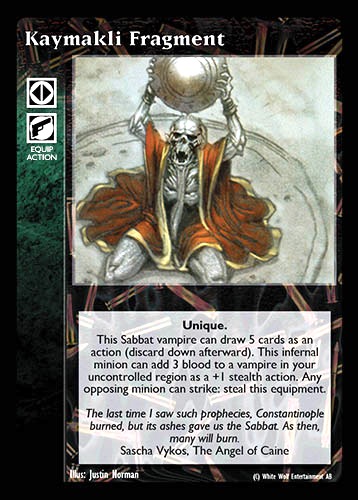 Kaymakli Fragment
EQUIP
ACTION
Unique.
This Sabbat vampire can draw 5 cards as an
action (discard down afterward). This infernal
minion can add 3 blood to a vampire in your
uncontrolled region as a +1 stealth action. Any
opposing minion can strike: steal this equipment.
The last time I saw such prophecies, Constantinople
burned, but its ashes gave us the Sabbat. As then,
many will burn.
Sascha Vykos, The Angel of Caine
Illus: Justin Norman
(C) White Wolf Entertainment AB